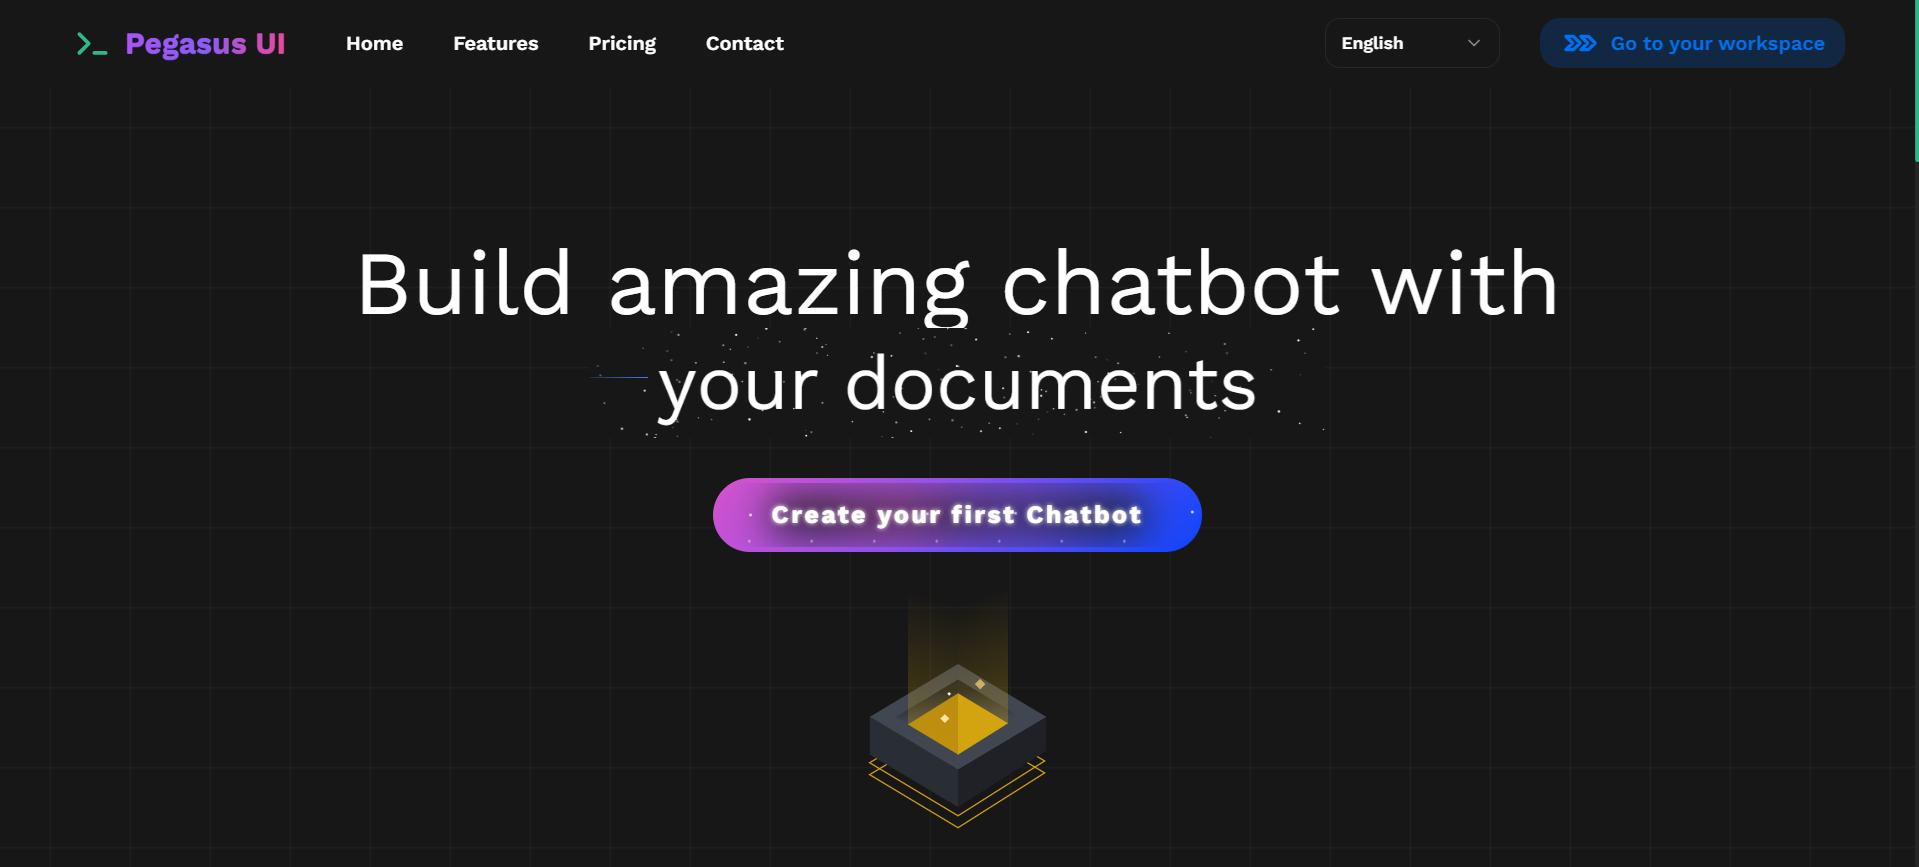 Pegasus UI
Home
Features
Pricing
Contact
English
Go to your workspace
Build amazing chatbot with
your documents
Create your first Chatbot